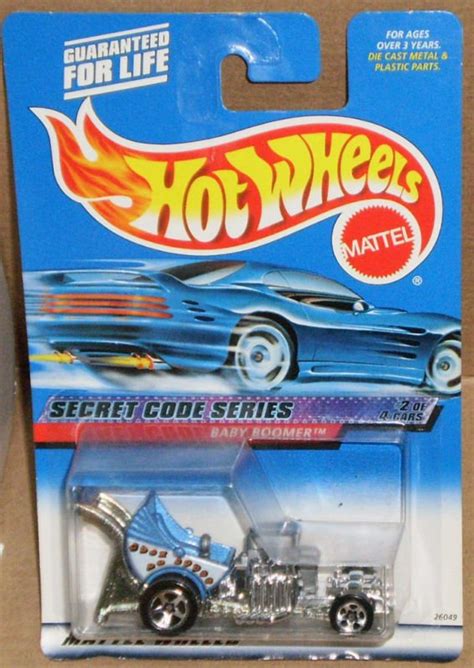 GUARANTEED
FOR LIFE
FOR AGES
OVER 3 YEARS.
DIE CAST METAL &
PLASTIC PARTS.
HOT WHEELS
MATTEL
®
SECRET CODE SERIES
2 OF
4 CARS
BABY BOOMER™
26049